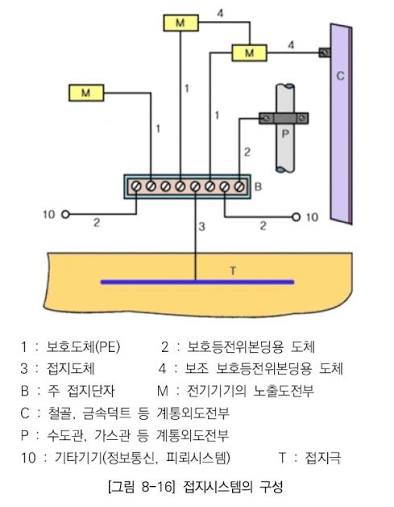 4
M
M
4
C
M
1
1
1
P
2
B
10
2
3
2
10
T
1 : 보호도체(PE) 2 : 보호등전위본딩용 도체
3 : 접지도체 4 : 보조 보호등전위본딩용 도체
B : 주 접지단자 M : 전기기기의 노출도전부
C : 철골, 금속덕트 등 계통외도전부
P : 수도관, 가스관 등 계통외도전부
10 : 기타기기(정보통신, 피뢰시스템) T : 접지극
[그림 8-16] 접지시스템의 구성